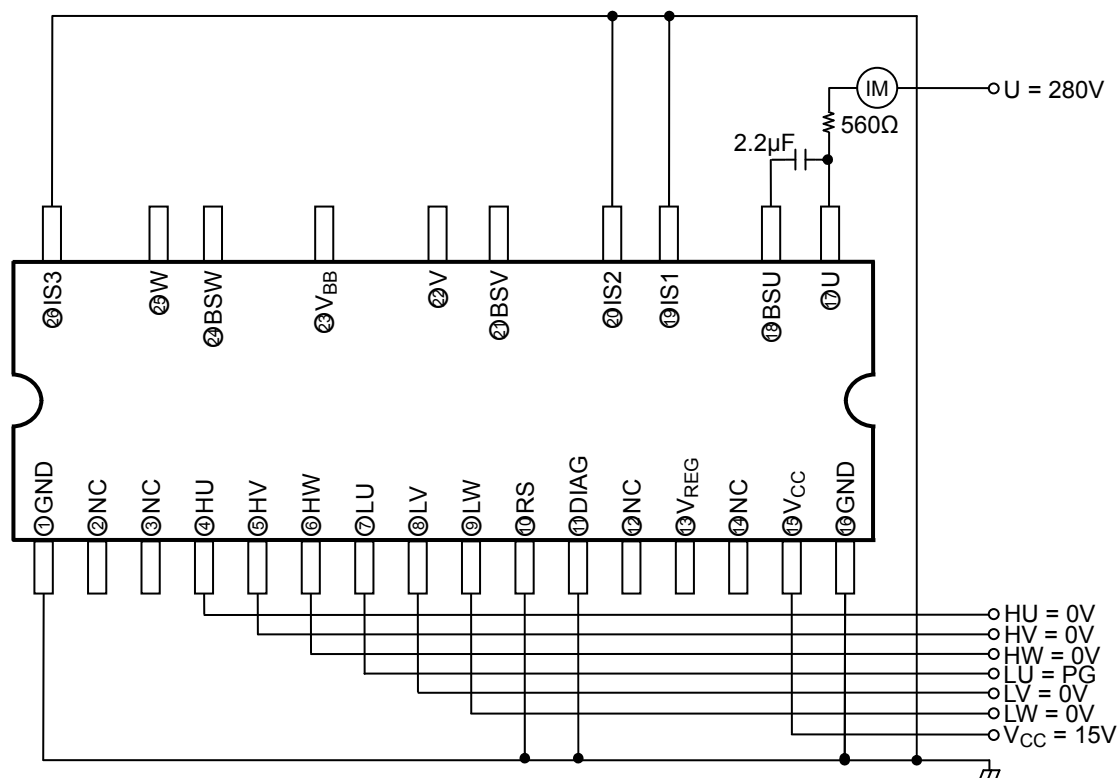 IM
U = 280V
560Ω
2.2μF
㉖IS3
㉕W
㉔BSW
㉓VBB
㉒V
㉑BSV
⑳IS2
⑲IS1
⑱BSU
⑰U
①GND
②NC
③NC
④HU
⑤HV
⑥HW
⑦LU
⑧LV
⑨LW
⑩RS
⑪DIAG
⑫NC
⑬VREG
⑭NC
⑮VCC
⑯GND
HU = 0V
HV = 0V
HW = 0V
LU = PG
LV = 0V
LW = 0V
VCC = 15V